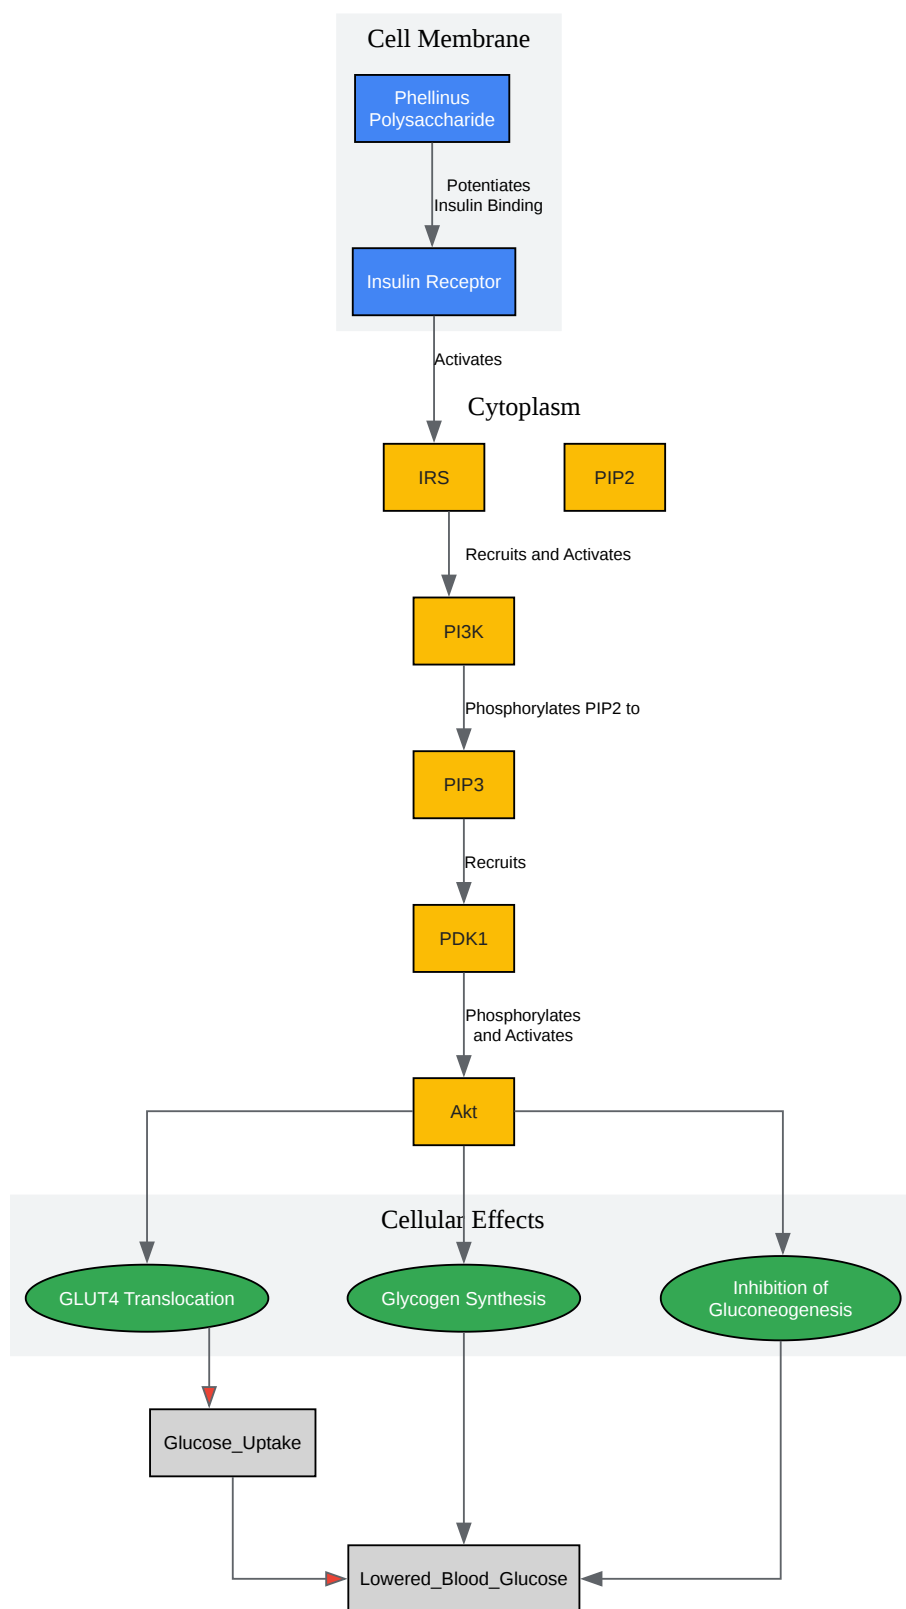 Cell Membrane
Phellinus
Polysaccharide
Potentiates
Insulin Binding
Insulin Receptor
Activates
Cytoplasm
IRS
PIP2
Recruits and Activates
PI3K
Phosphorylates PIP2 to
PIP3
Recruits
PDK1
Phosphorylates
and Activates
Akt
Cellular Effects
GLUT4 Translocation
Glycogen Synthesis
Inhibition of
Gluconeogenesis
Glucose_Uptake
Lowered_Blood_Glucose